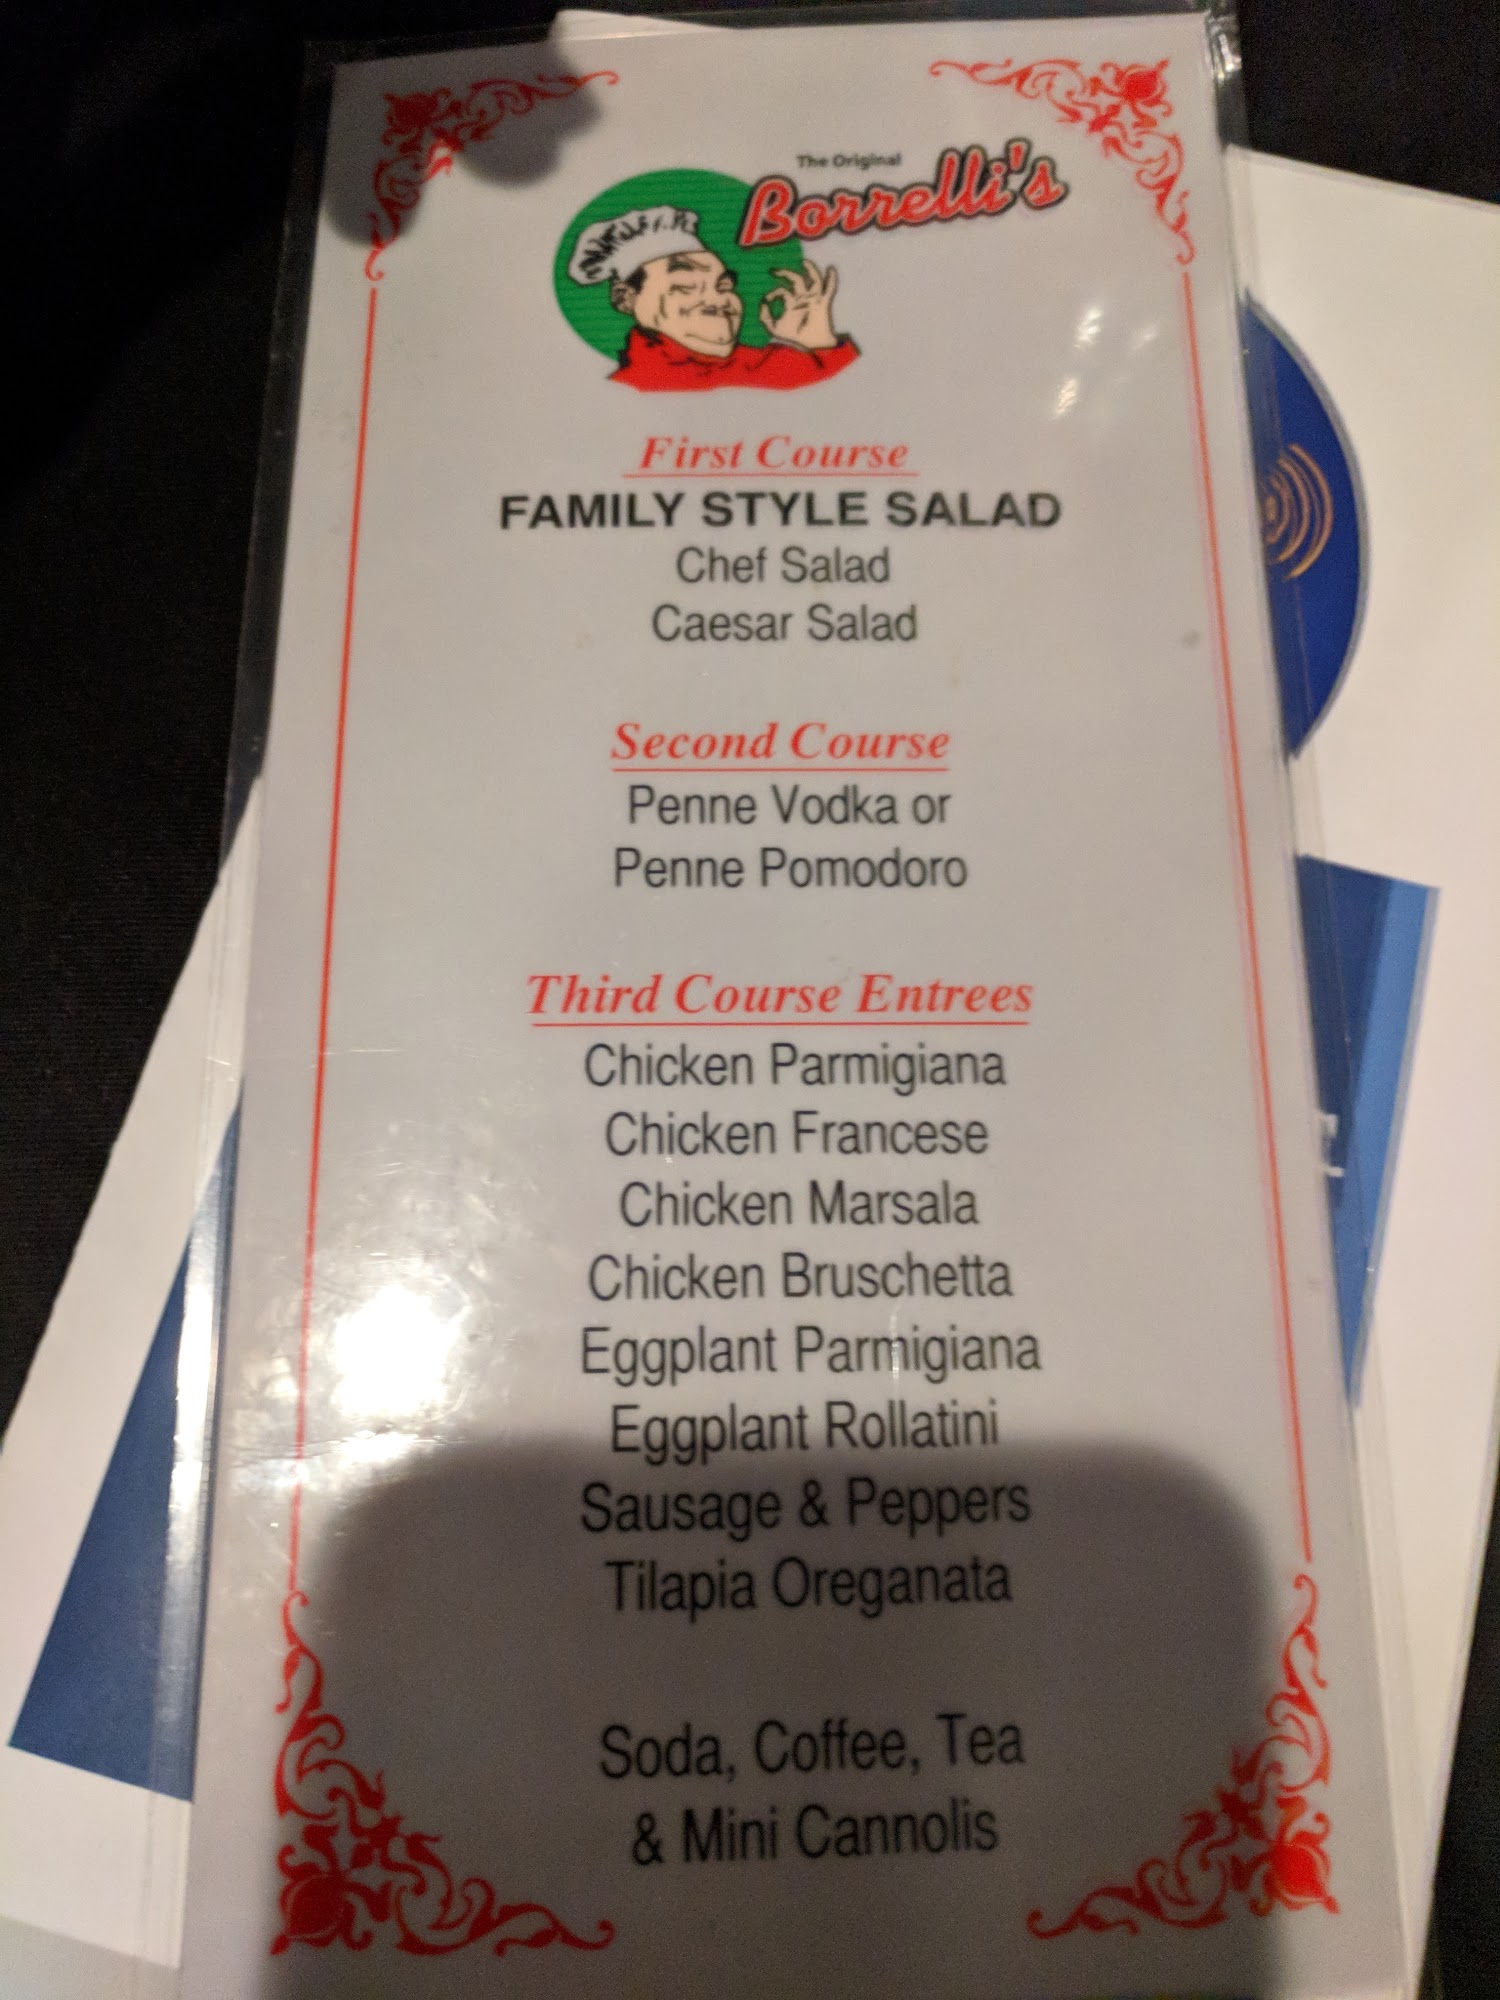 The Original
Borrelli's
First Course
FAMILY STYLE SALAD
Chef Salad
Caesar Salad
Second Course
Penne Vodka or
Penne Pomodoro
Third Course Entrees
Chicken Parmigiana
Chicken Francese
Chicken Marsala
Chicken Bruschetta
Eggplant Parmigiana
Eggplant Rollatini
Sausage & Peppers
Tilapia Oreganata
Soda, Coffee, Tea
& Mini Cannolis